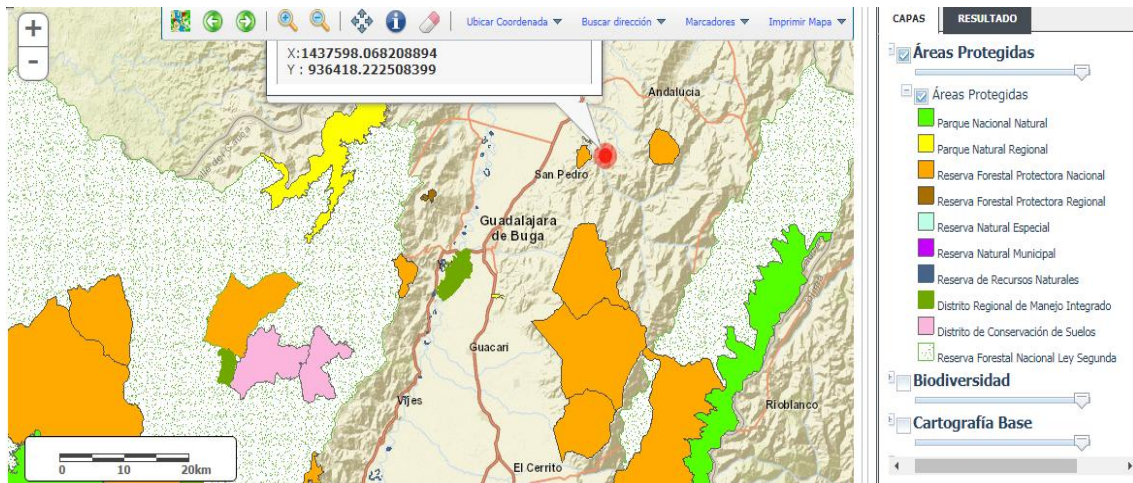 Ubicar Coordenada ▼ Buscar dirección ▼ Marcadores ▼ Imprimir Mapa ▼
+
-
X:1437598.068208894
Y : 936418.222508399
Andalucia
San Pedro
Guadalajara
de Buga
Guacari
Vijes
Rioblanco
El Cerrito
0 10 20km
CAPAS RESULTADO
Áreas Protegidas
Áreas Protegidas
Parque Nacional Natural
Parque Natural Regional
Reserva Forestal Protectora Nacional
Reserva Forestal Protectora Regional
Reserva Natural Especial
Reserva Natural Municipal
Reserva de Recursos Naturales
Distrito Regional de Manejo Integrado
Distrito de Conservación de Suelos
Reserva Forestal Nacional Ley Segunda
Biodiversidad
Cartografía Base